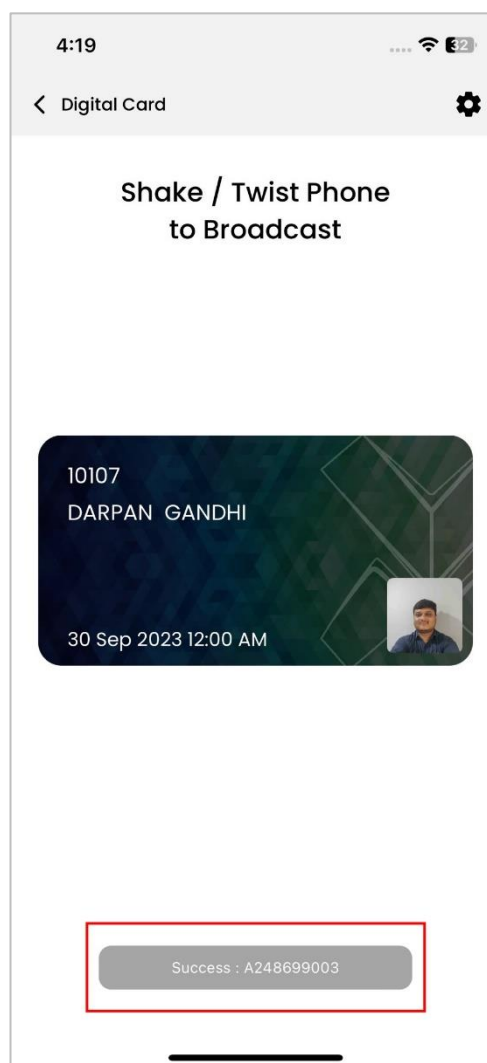 4:19
32
Digital Card
Shake / Twist Phone
to Broadcast
10107
DARPAN GANDHI
30 Sep 2023 12:00 AM
Success : A248699003